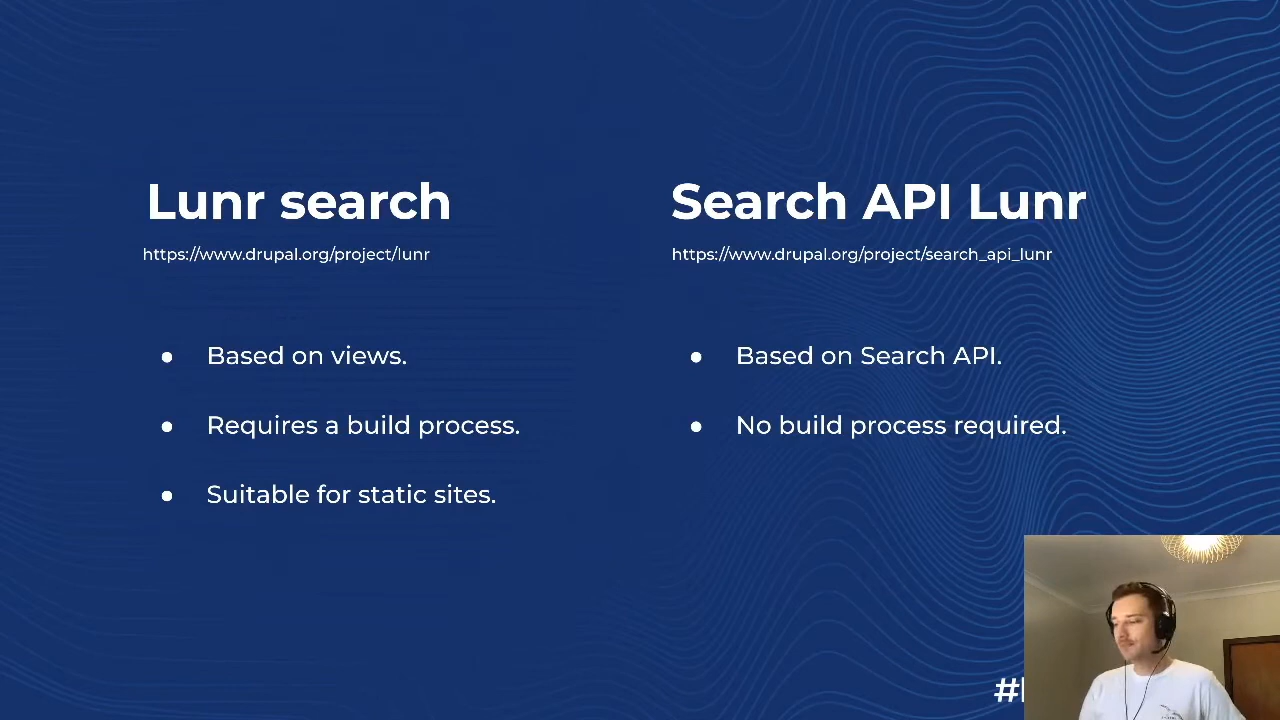 Lunr search
https://www.drupal.org/project/lunr
● Based on views.
● Requires a build process.
● Suitable for static sites.
Search API Lunr
https://www.drupal.org/project/search_api_lunr
● Based on Search API.
● No build process required.
#